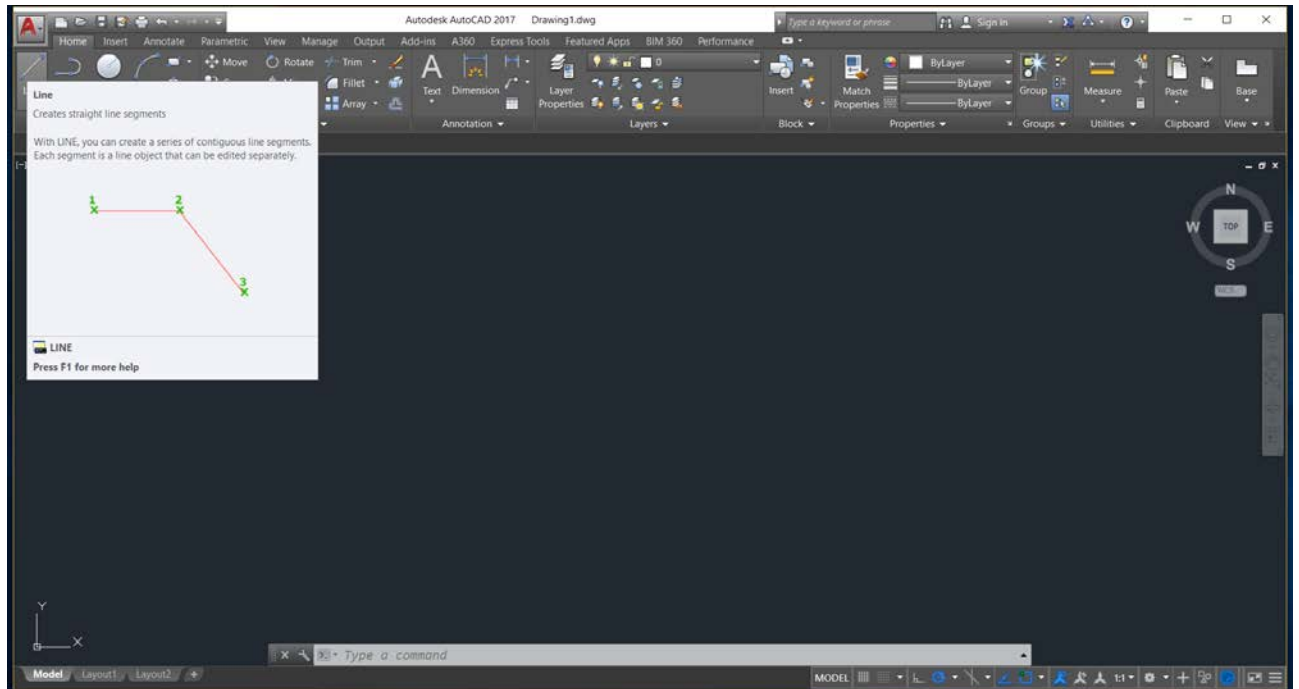 Autodesk AutoCAD 2017 Drawing1.dwg
Type a keyword or phrase
Sign In
Home Insert Annotate Parametric View Manage Output Add-ins A360 Express Tools Featured Apps BIM 360 Performance
Move Rotate Trim
Fillet
Array
Text Dimension
Layer Properties
0
Insert
Match Properties
ByLayer
ByLayer
ByLayer
Group
Measure
Paste
Base
Annotation Layers Block Properties Groups Utilities Clipboard View
Line
Creates straight line segments
With LINE, you can create a series of contiguous line segments.
Each segment is a line object that can be edited separately.
1 2
3
LINE
Press F1 for more help
N
W TOP E
S
WCS
Y
X
Type a command
Model Layout1 Layout2 +
MODEL 1:1